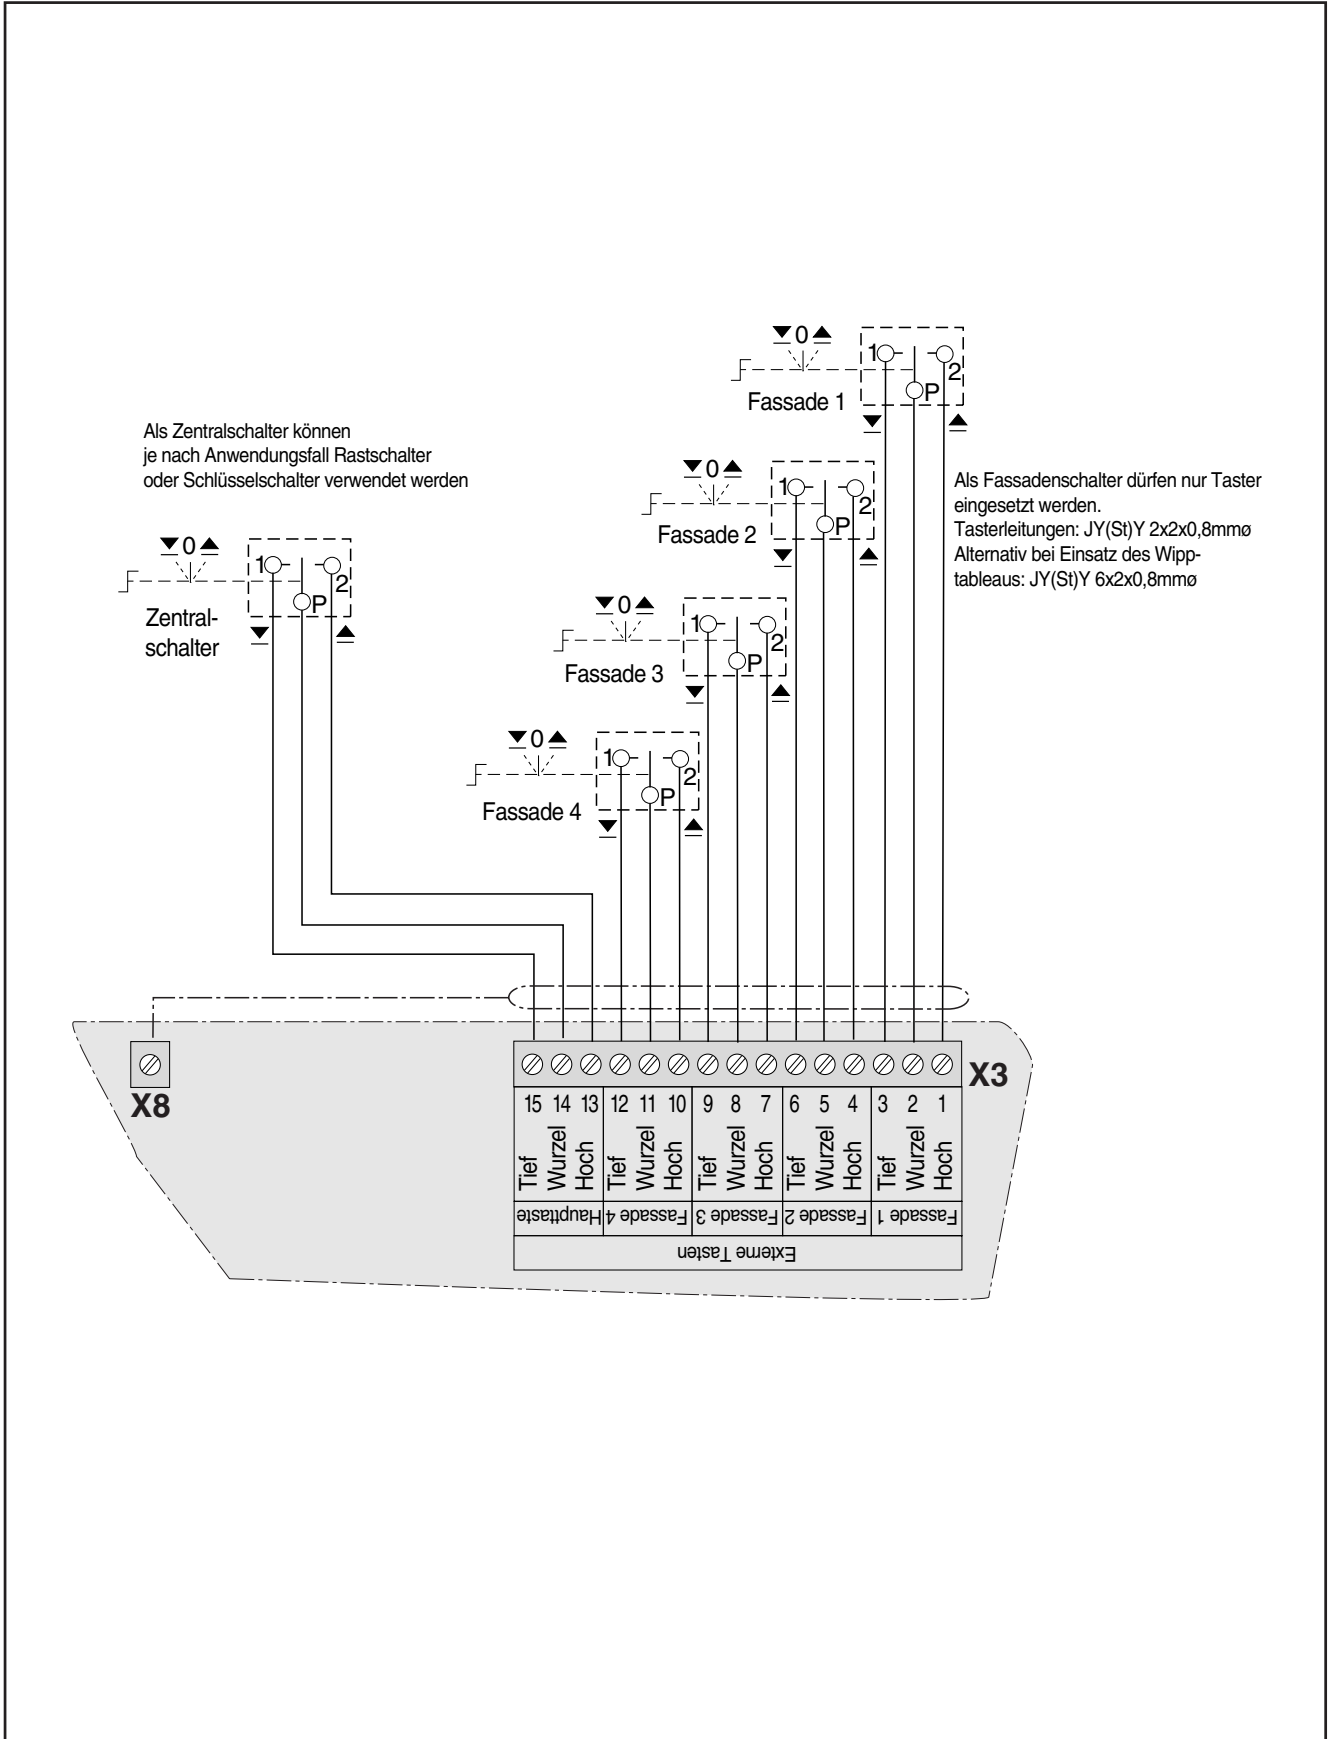 0
1
2
P
Fassade 1
Als Zentralschalter können
je nach Anwendungsfall Rastschalter
oder Schlüsselschalter verwendet werden
0
1
2
P
Fassade 2
Als Fassadenschalter dürfen nur Taster
eingesetzt werden.
Tasterleitungen: JY(St)Y 2x2x0,8mmø
Alternativ bei Einsatz des Wipp-
tableaus: JY(St)Y 6x2x0,8mmø
0
1
2
P
Zentral-
schalter
0
1
2
P
Fassade 3
0
1
2
P
Fassade 4
X8
X3
15 14 13 12 11 10 9 8 7 6 5 4 3 2 1
Tief Wurzel Hoch Tief Wurzel Hoch Tief Wurzel Hoch Tief Wurzel Hoch Tief Wurzel Hoch
Haupttaste Fassade 4 Fassade 3 Fassade 2 Fassade 1
Externe Tasten